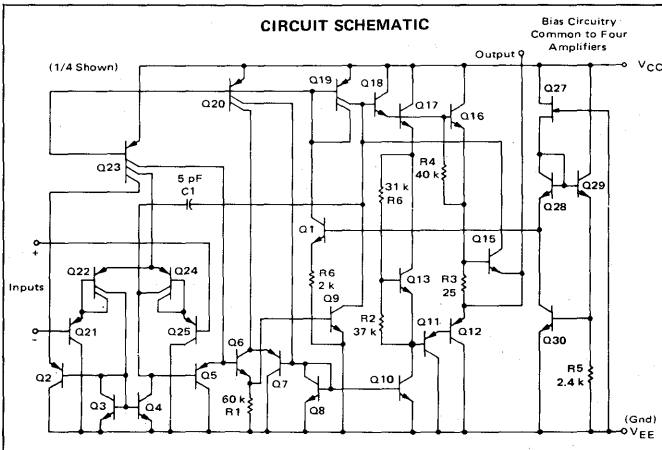 CIRCUIT SCHEMATIC
Bias Circuitry
Common to Four
Amplifiers
Output
(1/4 Shown)
VCC
Q27
Q19
Q18
Q20
Q17
Q16
Q23
R4
40 k
5 pF
C1
31 k
R6
Q28
Q29
Q1
Q15
+
Inputs
-
Q22
Q24
R6
2 k
Q13
R3
25
Q9
Q21
Q25
R2
37 k
Q11
Q12
Q30
Q2
Q6
Q5
Q7
R5
2.4 k
Q3
Q4
60 k
R1
Q8
Q10
(Gnd)
VEE